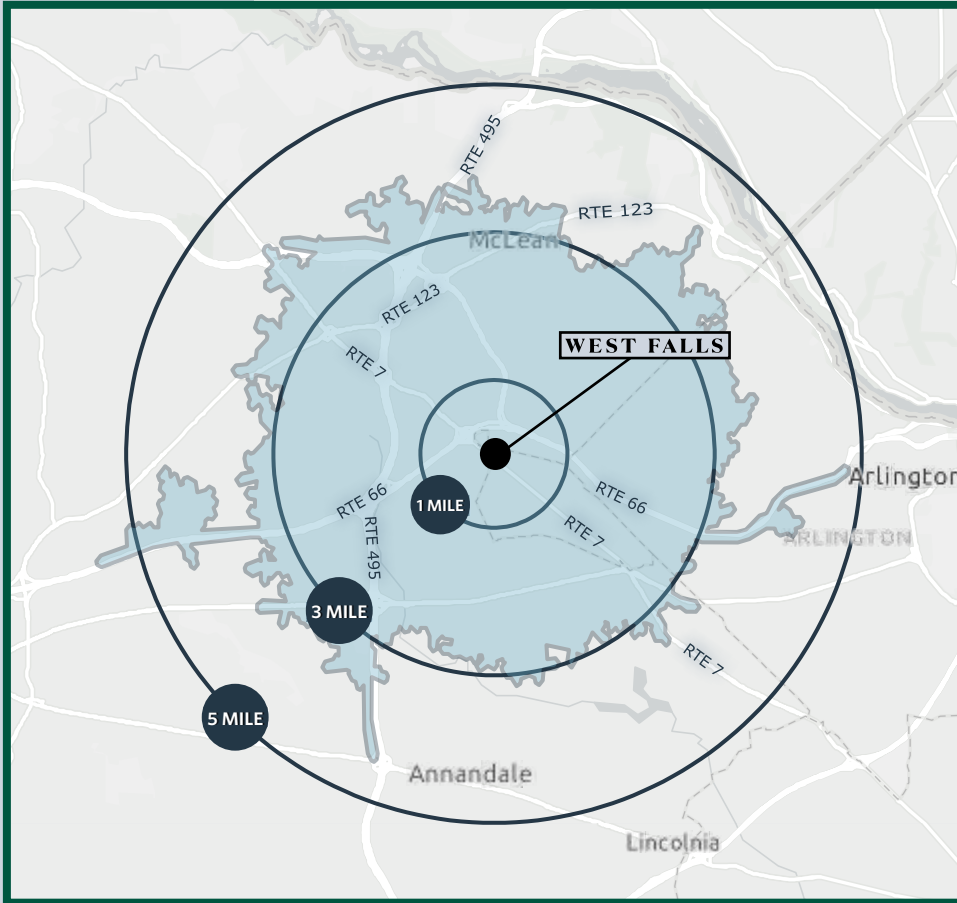 RTE 495
RTE 123
McLean
RTE 123
WEST FALLS
RTE 7
Arlington
RTE 66
RTE 66
1 MILE
RTE 7
ARLINGTON
RTE 495
3 MILE
RTE 7
5 MILE
Annandale
Lincolnia